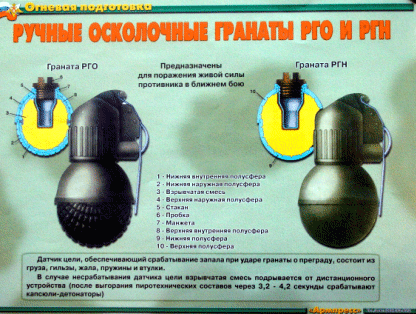 Огневая подготовка
РУЧНЫЕ ОСКОЛОЧНЫЕ ГРАНАТЫ РГО И РГН
Граната РГО
Предназначены
для поражения живой силы
противника в ближнем бою
Граната РГН
1 - Нижняя внутренняя полусфера
2 - Нижняя наружная полусфера
3 - Взрывчатая смесь
4 - Верхняя наружная полусфера
5 - Стакан
6 - Пробка
7 - Манжета
8 - Верхняя внутренняя полусфера
9 - Нижняя полусфера
10 - Верхняя полусфера
Датчик цели, обеспечивающий срабатывание запала при ударе гранаты о преграду, состоит из
груза, гильзы, жала, пружины и втулки.
В случае несрабатывания датчика цели взрывчатая смесь подрывается от дистанционного
устройства (после выгорания пиротехнических составов через 3,2 - 4,2 секунды срабатывают
капсюли-детонаторы)
«Армпресс»